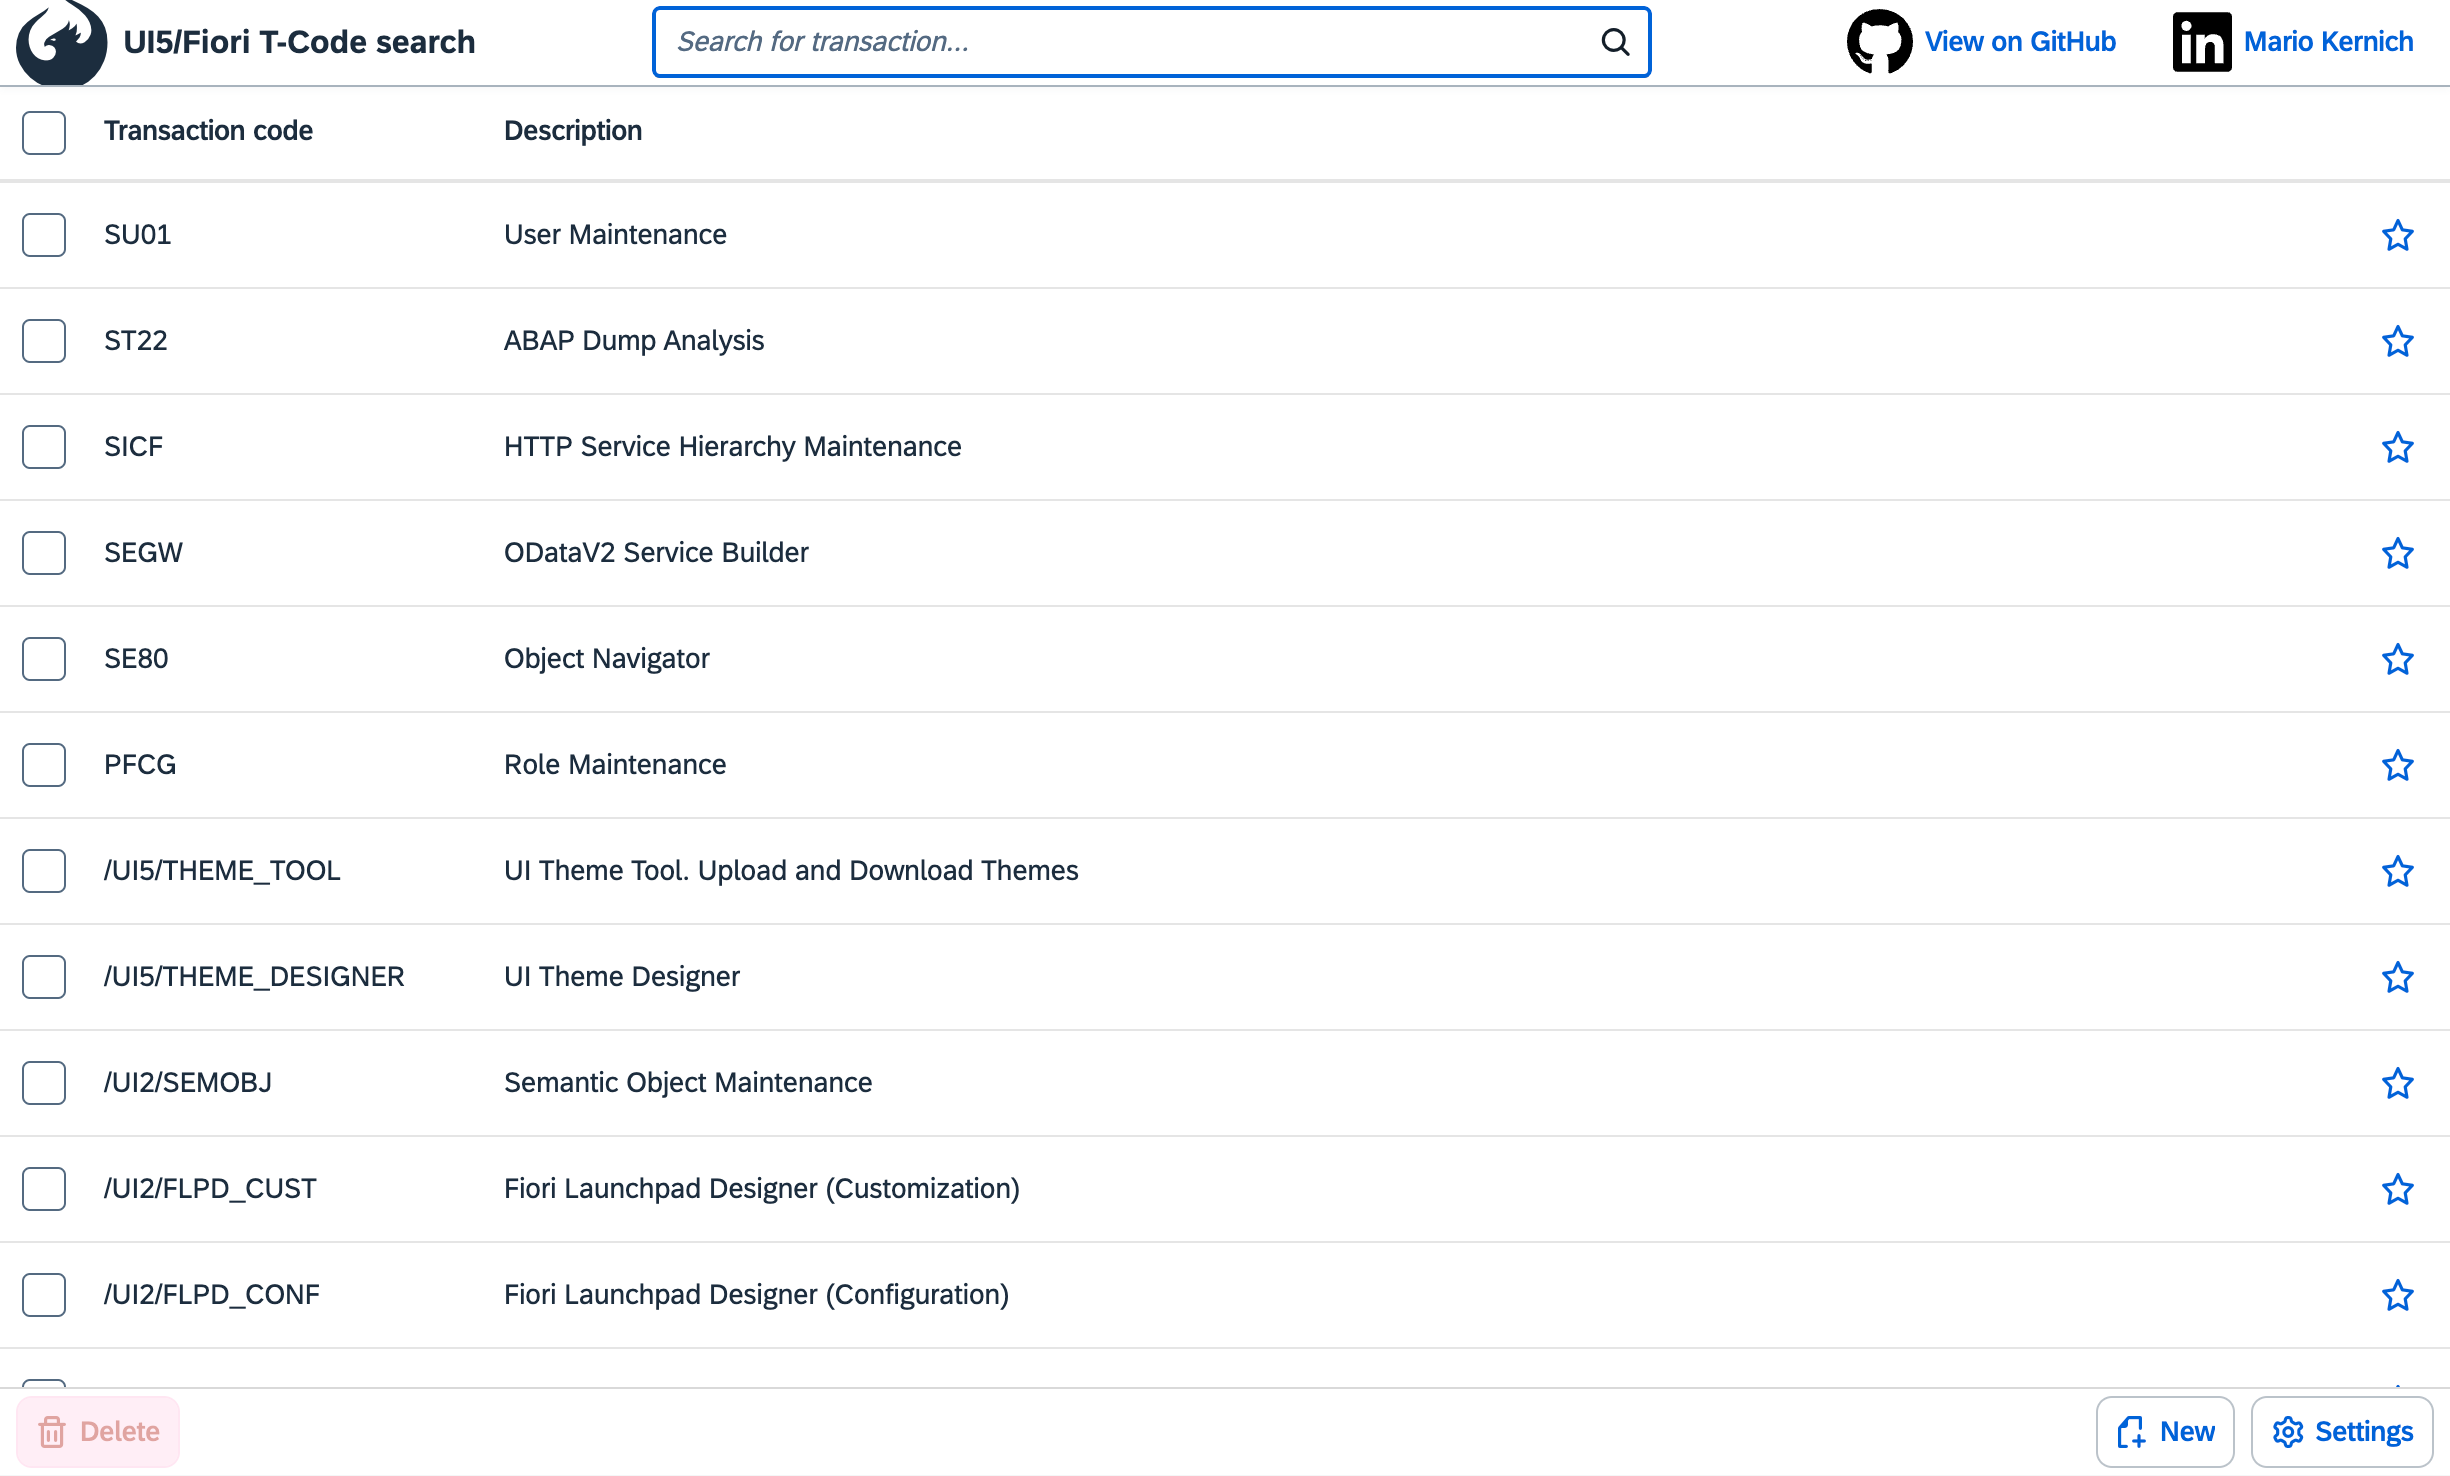 UI5/Fiori T-Code search
Search for transaction...
View on GitHub
Mario Kernich
Transaction code Description
SU01 User Maintenance
ST22 ABAP Dump Analysis
SICF HTTP Service Hierarchy Maintenance
SEGW ODataV2 Service Builder
SE80 Object Navigator
PFCG Role Maintenance
/UI5/THEME_TOOL UI Theme Tool. Upload and Download Themes
/UI5/THEME_DESIGNER UI Theme Designer
/UI2/SEMOBJ Semantic Object Maintenance
/UI2/FLPD_CUST Fiori Launchpad Designer (Customization)
/UI2/FLPD_CONF Fiori Launchpad Designer (Configuration)
Delete
New
Settings